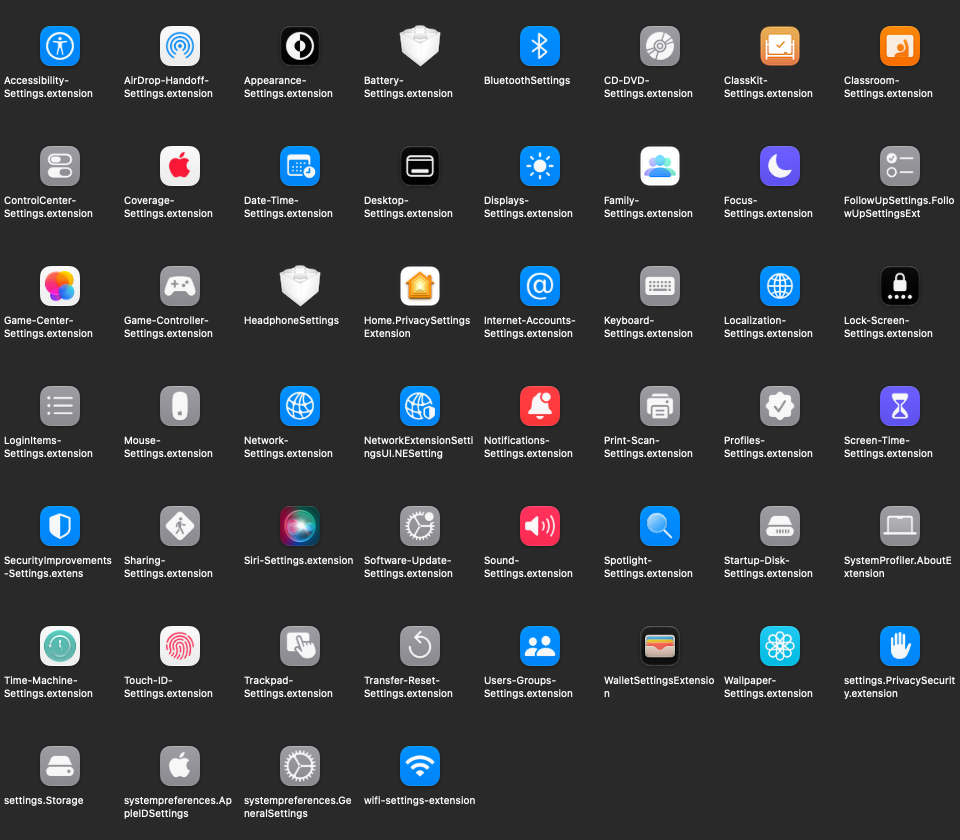 Accessibility-
Settings.extension
AirDrop-Handoff-
Settings.extension
Appearance-
Settings.extension
Battery-
Settings.extension
BluetoothSettings
CD-DVD-
Settings.extension
ClassKit-
Settings.extension
Classroom-
Settings.extension
ControlCenter-
Settings.extension
Coverage-
Settings.extension
Date-Time-
Settings.extension
Desktop-
Settings.extension
Displays-
Settings.extension
Family-
Settings.extension
Focus-
Settings.extension
FollowUpSettings.Follo
wUpSettingsExt
Game-Center-
Settings.extension
Game-Controller-
Settings.extension
HeadphoneSettings
Home.PrivacySettings
Extension
Internet-Accounts-
Settings.extension
Keyboard-
Settings.extension
Localization-
Settings.extension
Lock-Screen-
Settings.extension
LoginItems-
Settings.extension
Mouse-
Settings.extension
Network-
Settings.extension
NetworkExtensionSetti
ngsUI.NESetting
Notifications-
Settings.extension
Print-Scan-
Settings.extension
Profiles-
Settings.extension
Screen-Time-
Settings.extension
SecurityImprovements
-Settings.extens
Sharing-
Settings.extension
Siri-Settings.extension
Software-Update-
Settings.extension
Sound-
Settings.extension
Spotlight-
Settings.extension
Startup-Disk-
Settings.extension
SystemProfiler.AboutE
xtension
Time-Machine-
Settings.extension
Touch-ID-
Settings.extension
Trackpad-
Settings.extension
Transfer-Reset-
Settings.extension
Users-Groups-
Settings.extension
WalletSettingsExtensio
n
Wallpaper-
Settings.extension
settings.PrivacySecurit
y.extension
settings.Storage
systempreferences.Ap
pleIDSettings
systempreferences.Ge
neralSettings
wifi-settings-extension